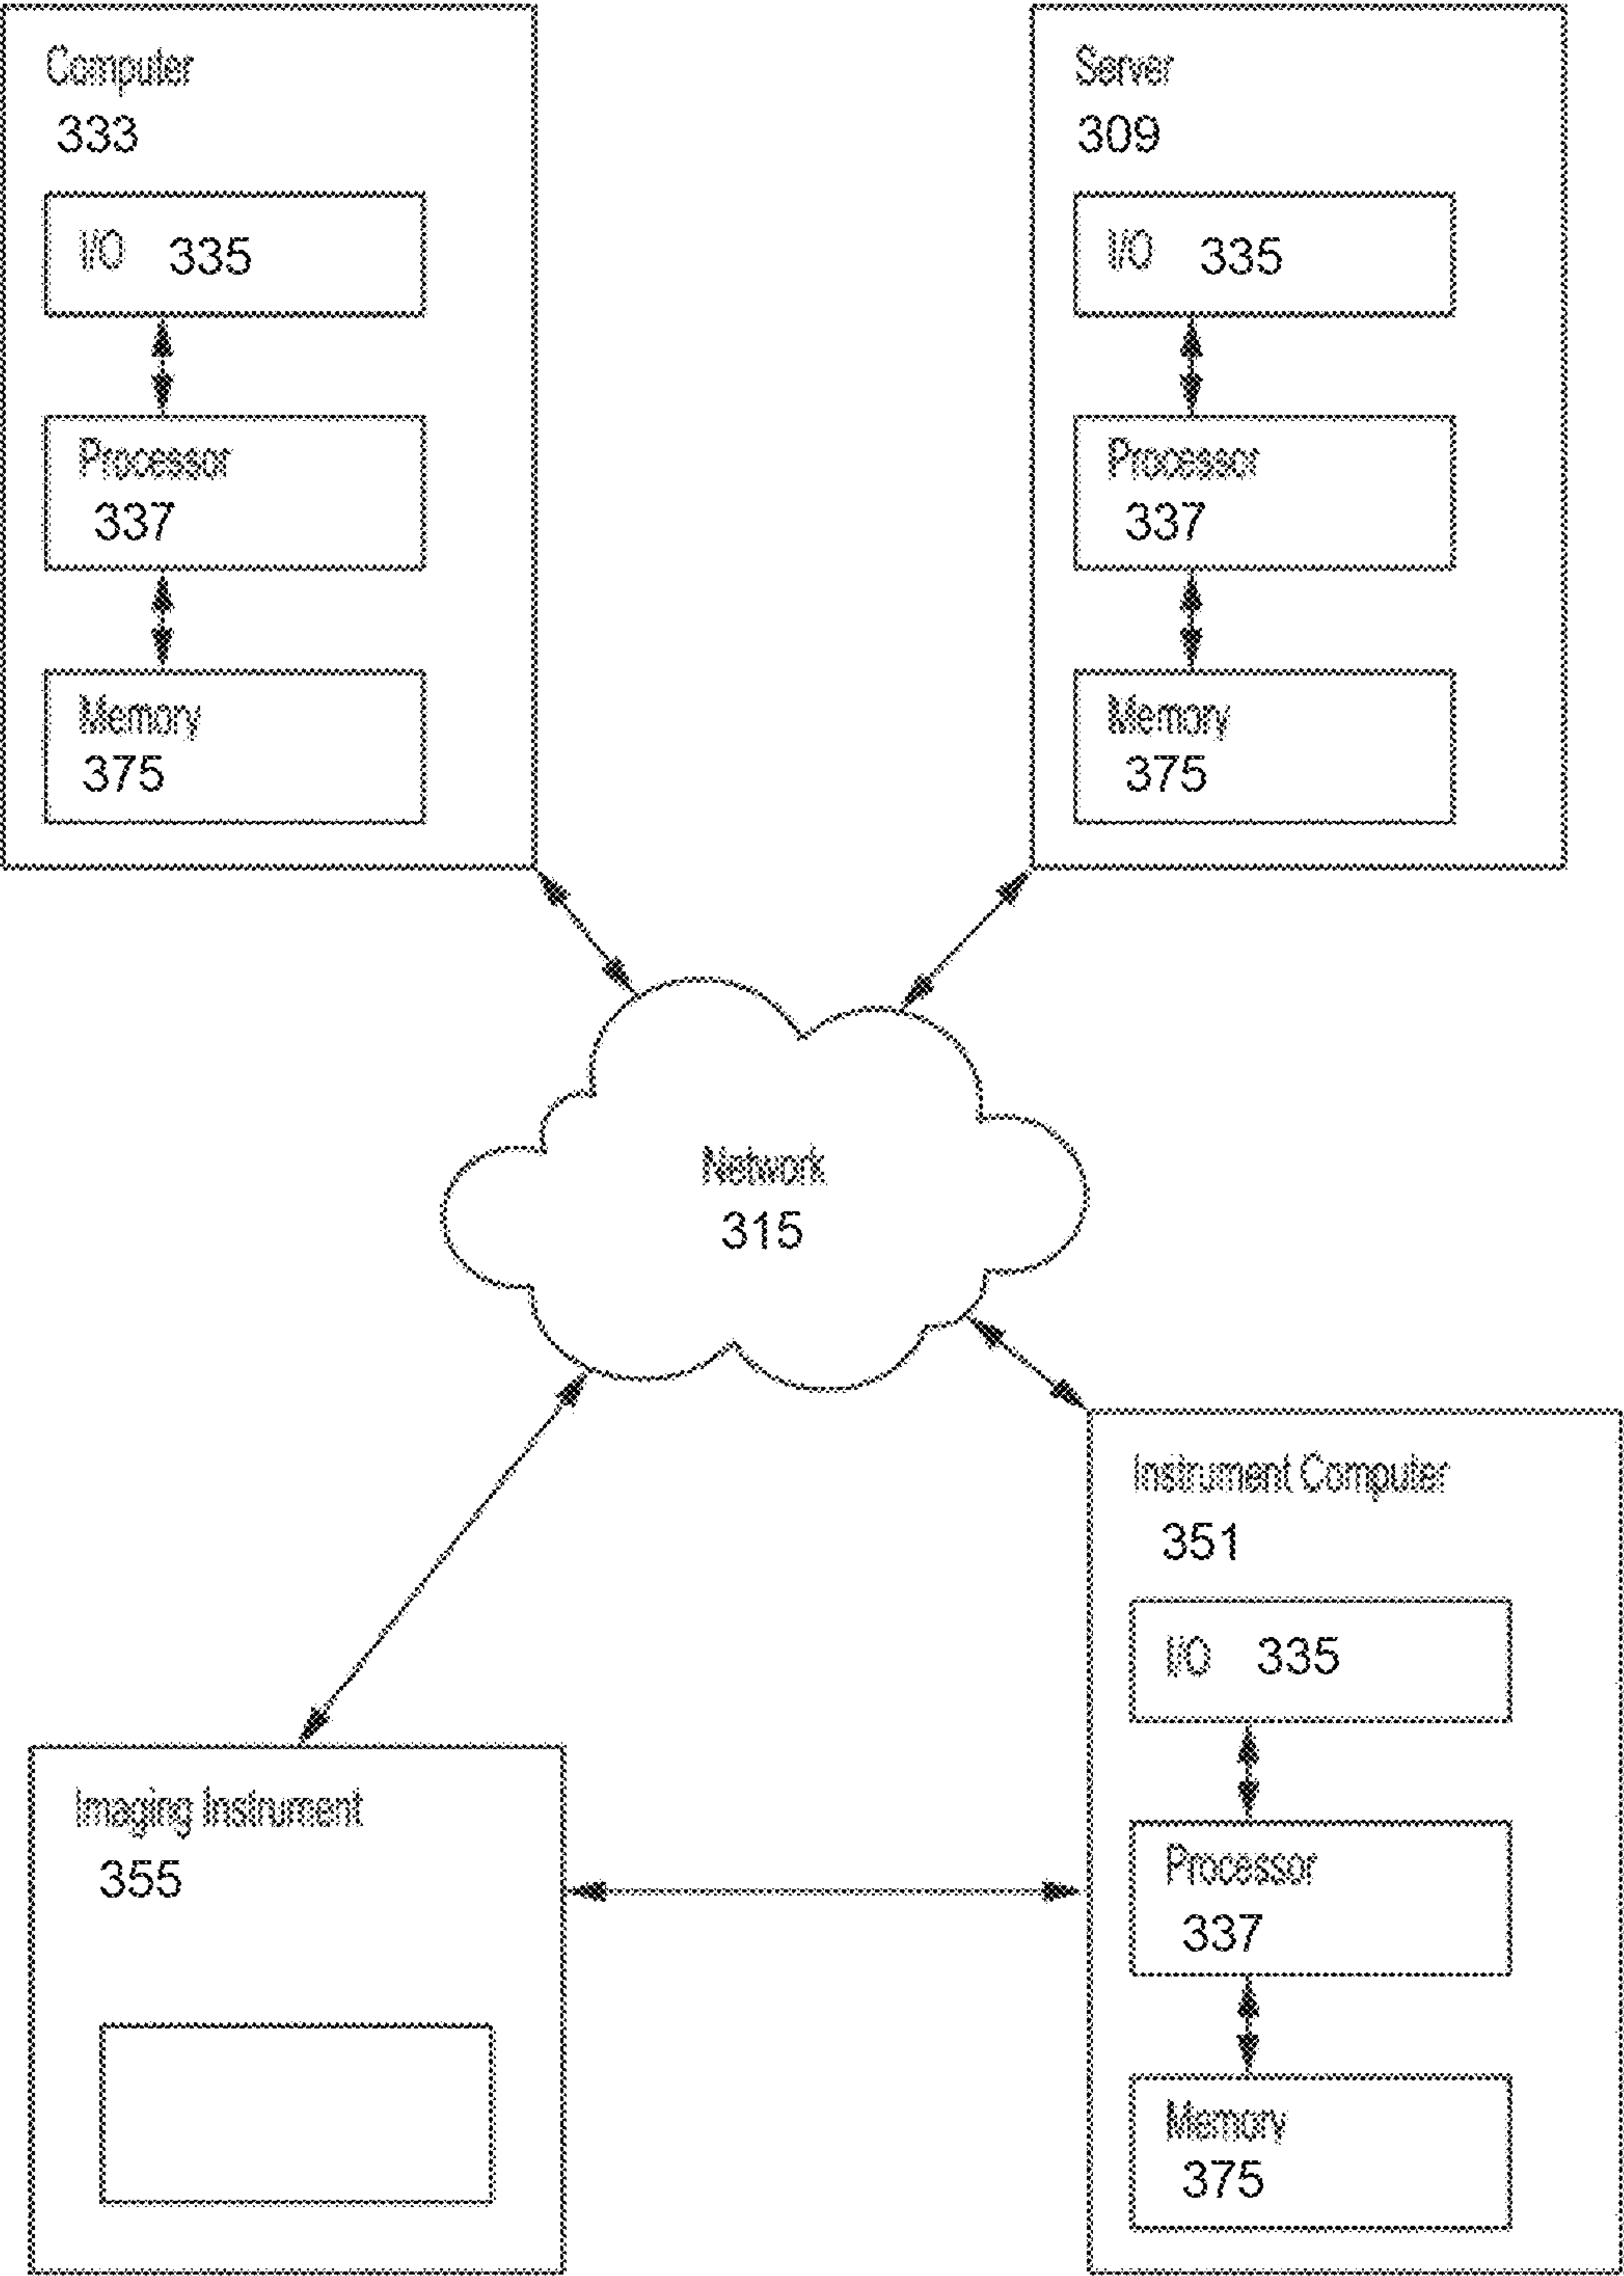 Computer
333
I/O 335
Processor
337
Memory
375
Server
309
I/O 335
Processor
337
Memory
375
Network
315
Instrument Computer
351
I/O 335
Processor
337
Memory
375
Imaging Instrument
355